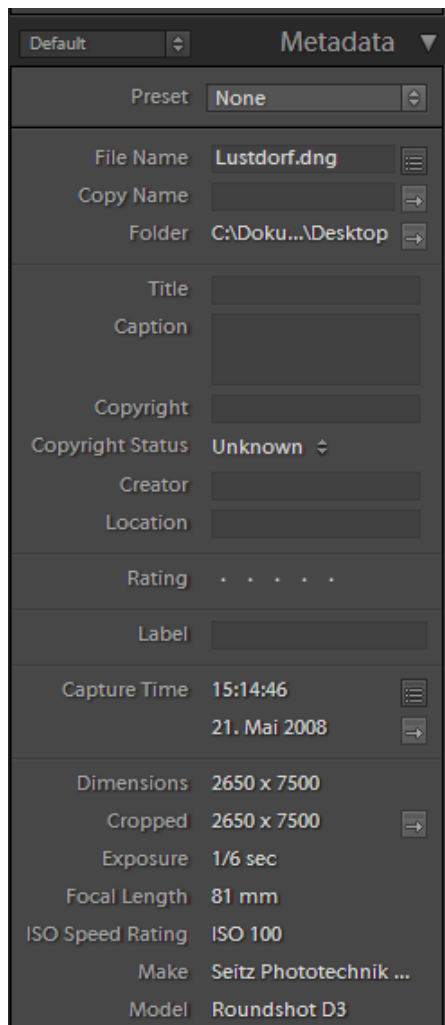 Default Metadata
Preset None
File Name Lustdorf.dng
Copy Name
Folder C:\Doku...\Desktop
Title
Caption
Copyright
Copyright Status Unknown
Creator
Location
Rating . . . . .
Label
Capture Time 15:14:46
21. Mai 2008
Dimensions 2650 x 7500
Cropped 2650 x 7500
Exposure 1/6 sec
Focal Length 81 mm
ISO Speed Rating ISO 100
Make Seitz Phototechnik ...
Model Roundshot D3